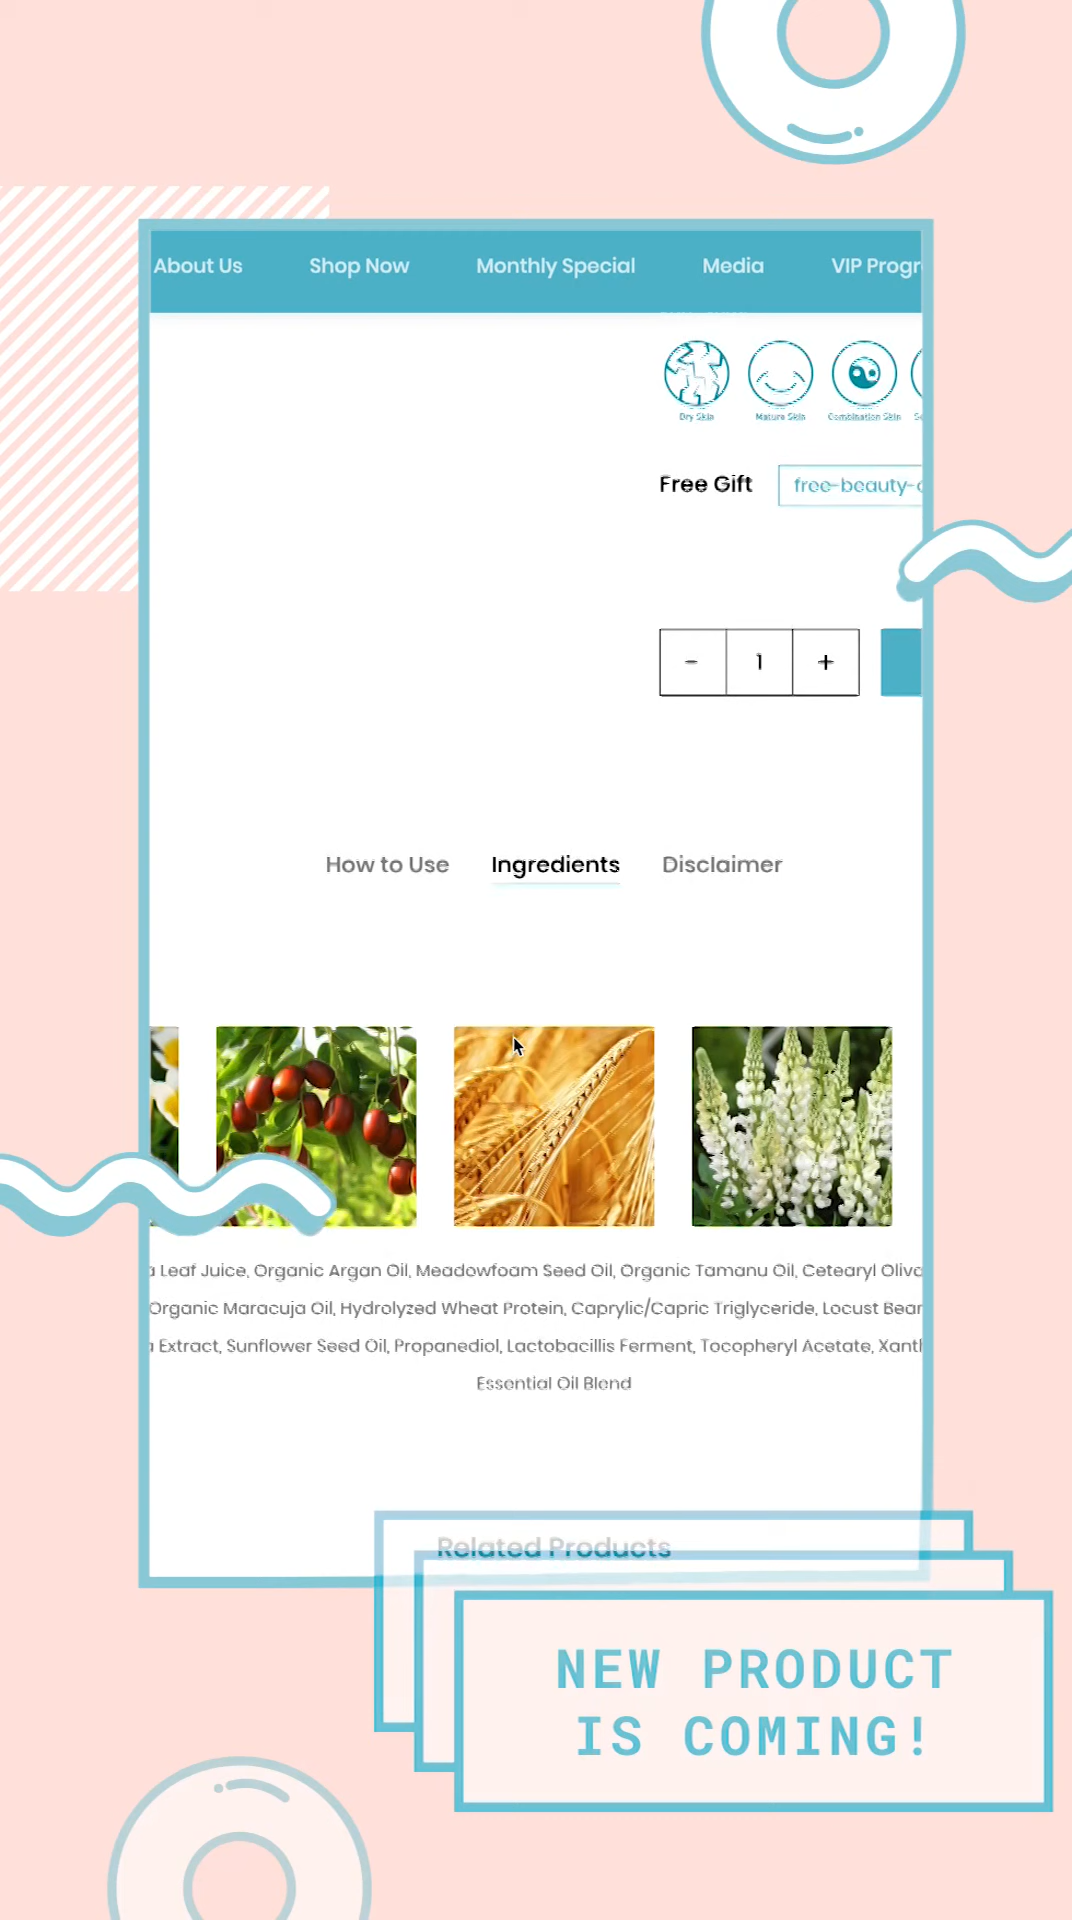 About Us Shop Now Monthly Special Media VIP Progr
Dry Skin Mature Skin Combination Skin
Free Gift free-beauty-
- 1 +
How to Use Ingredients Disclaimer
Leaf Juice, Organic Argan Oil, Meadowfoam Seed Oil, Organic Tamanu Oil, Cetearyl Oliva
Organic Maracuja Oil, Hydrolyzed Wheat Protein, Caprylic/Capric Triglyceride, Locust Bean
Extract, Sunflower Seed Oil, Propanediol, Lactobacillis Ferment, Tocopheryl Acetate, Xanth
Essential Oil Blend
Related Products
NEW PRODUCT
IS COMING!